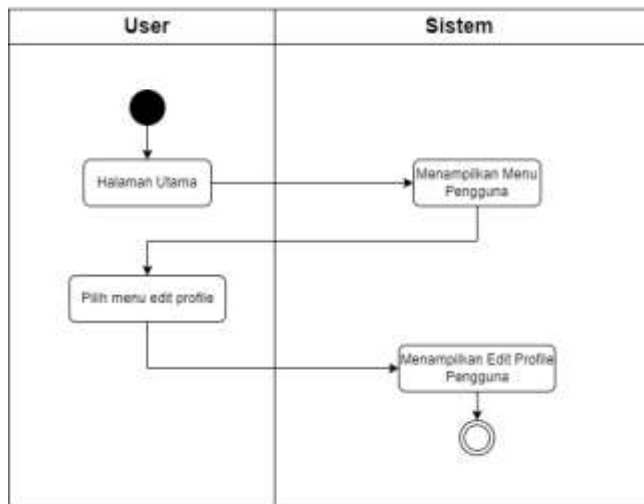 User
Sistem
Halaman Utama
Menampilkan Menu
Pengguna
Pilih menu edit profile
Menampilkan Edit Profile
Pengguna